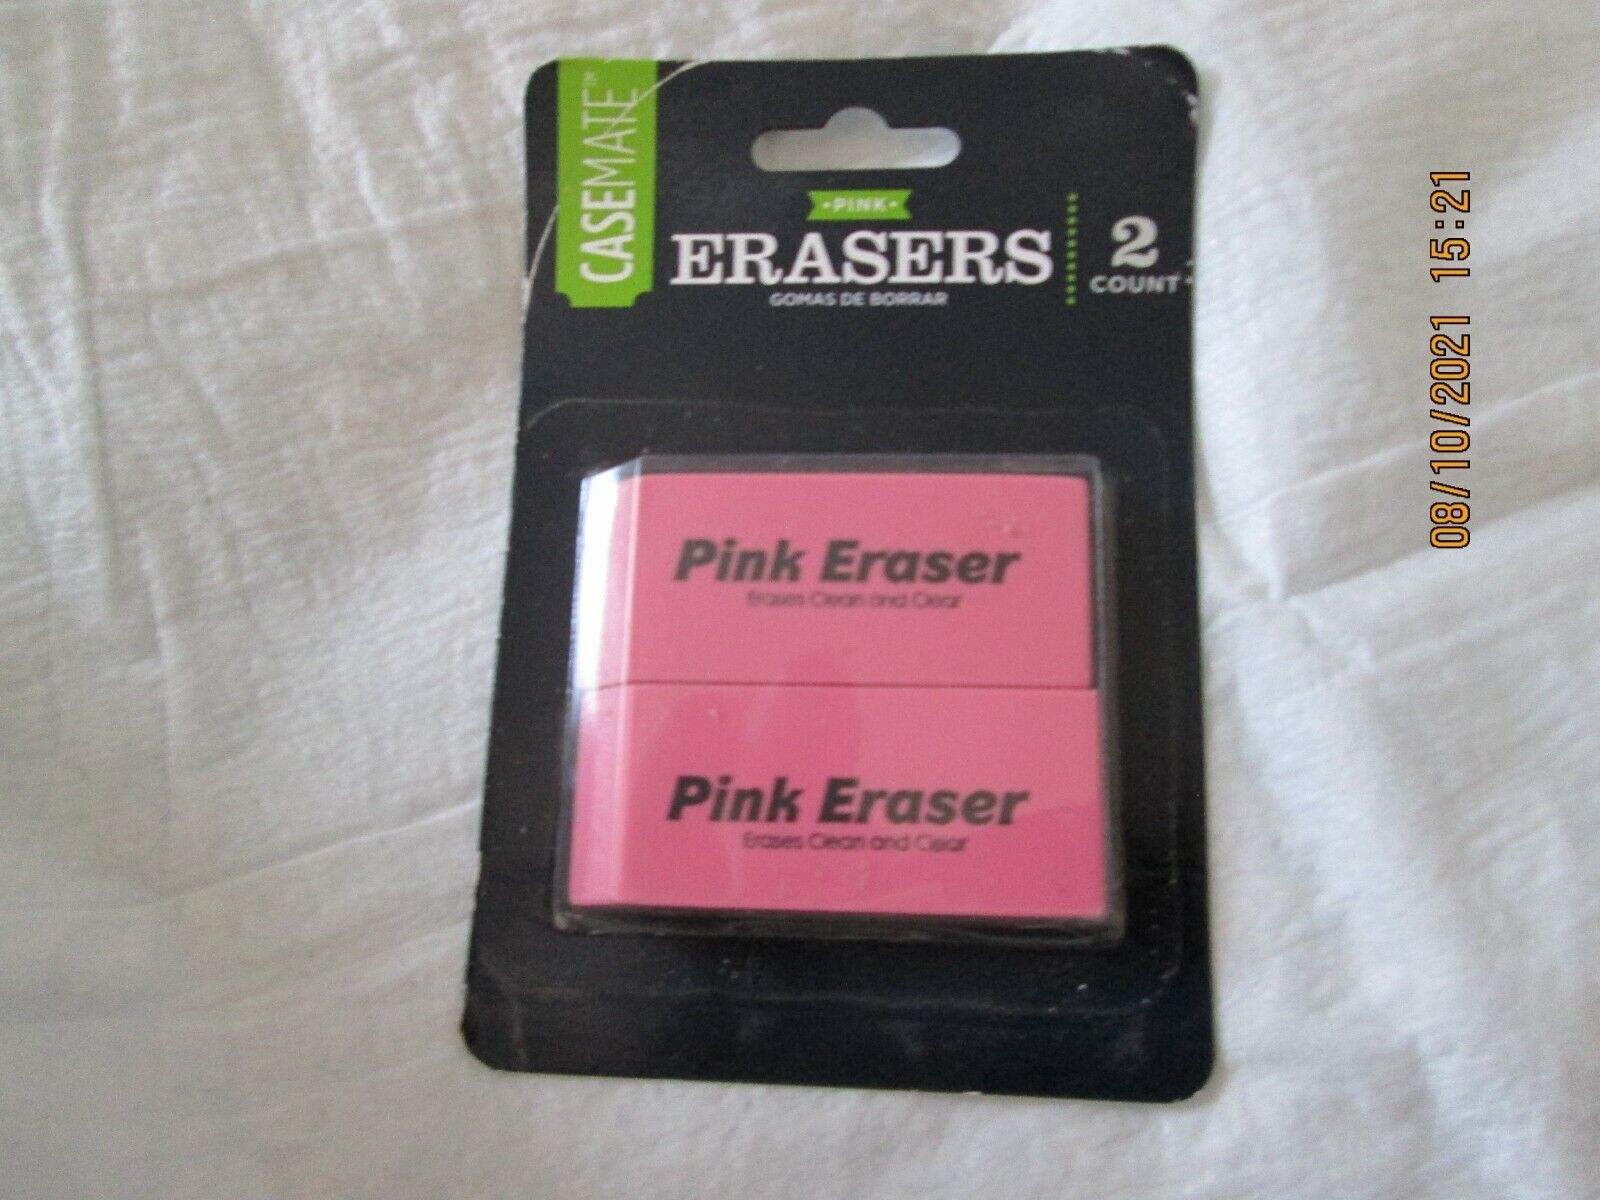 CASEMATE™
•PINK•
ERASERS
GOMAS DE BORRAR
2
COUNT
Pink Eraser
Erases Clean and Clear
Pink Eraser
Erases Clean and Clear
08/10/2021 15:21